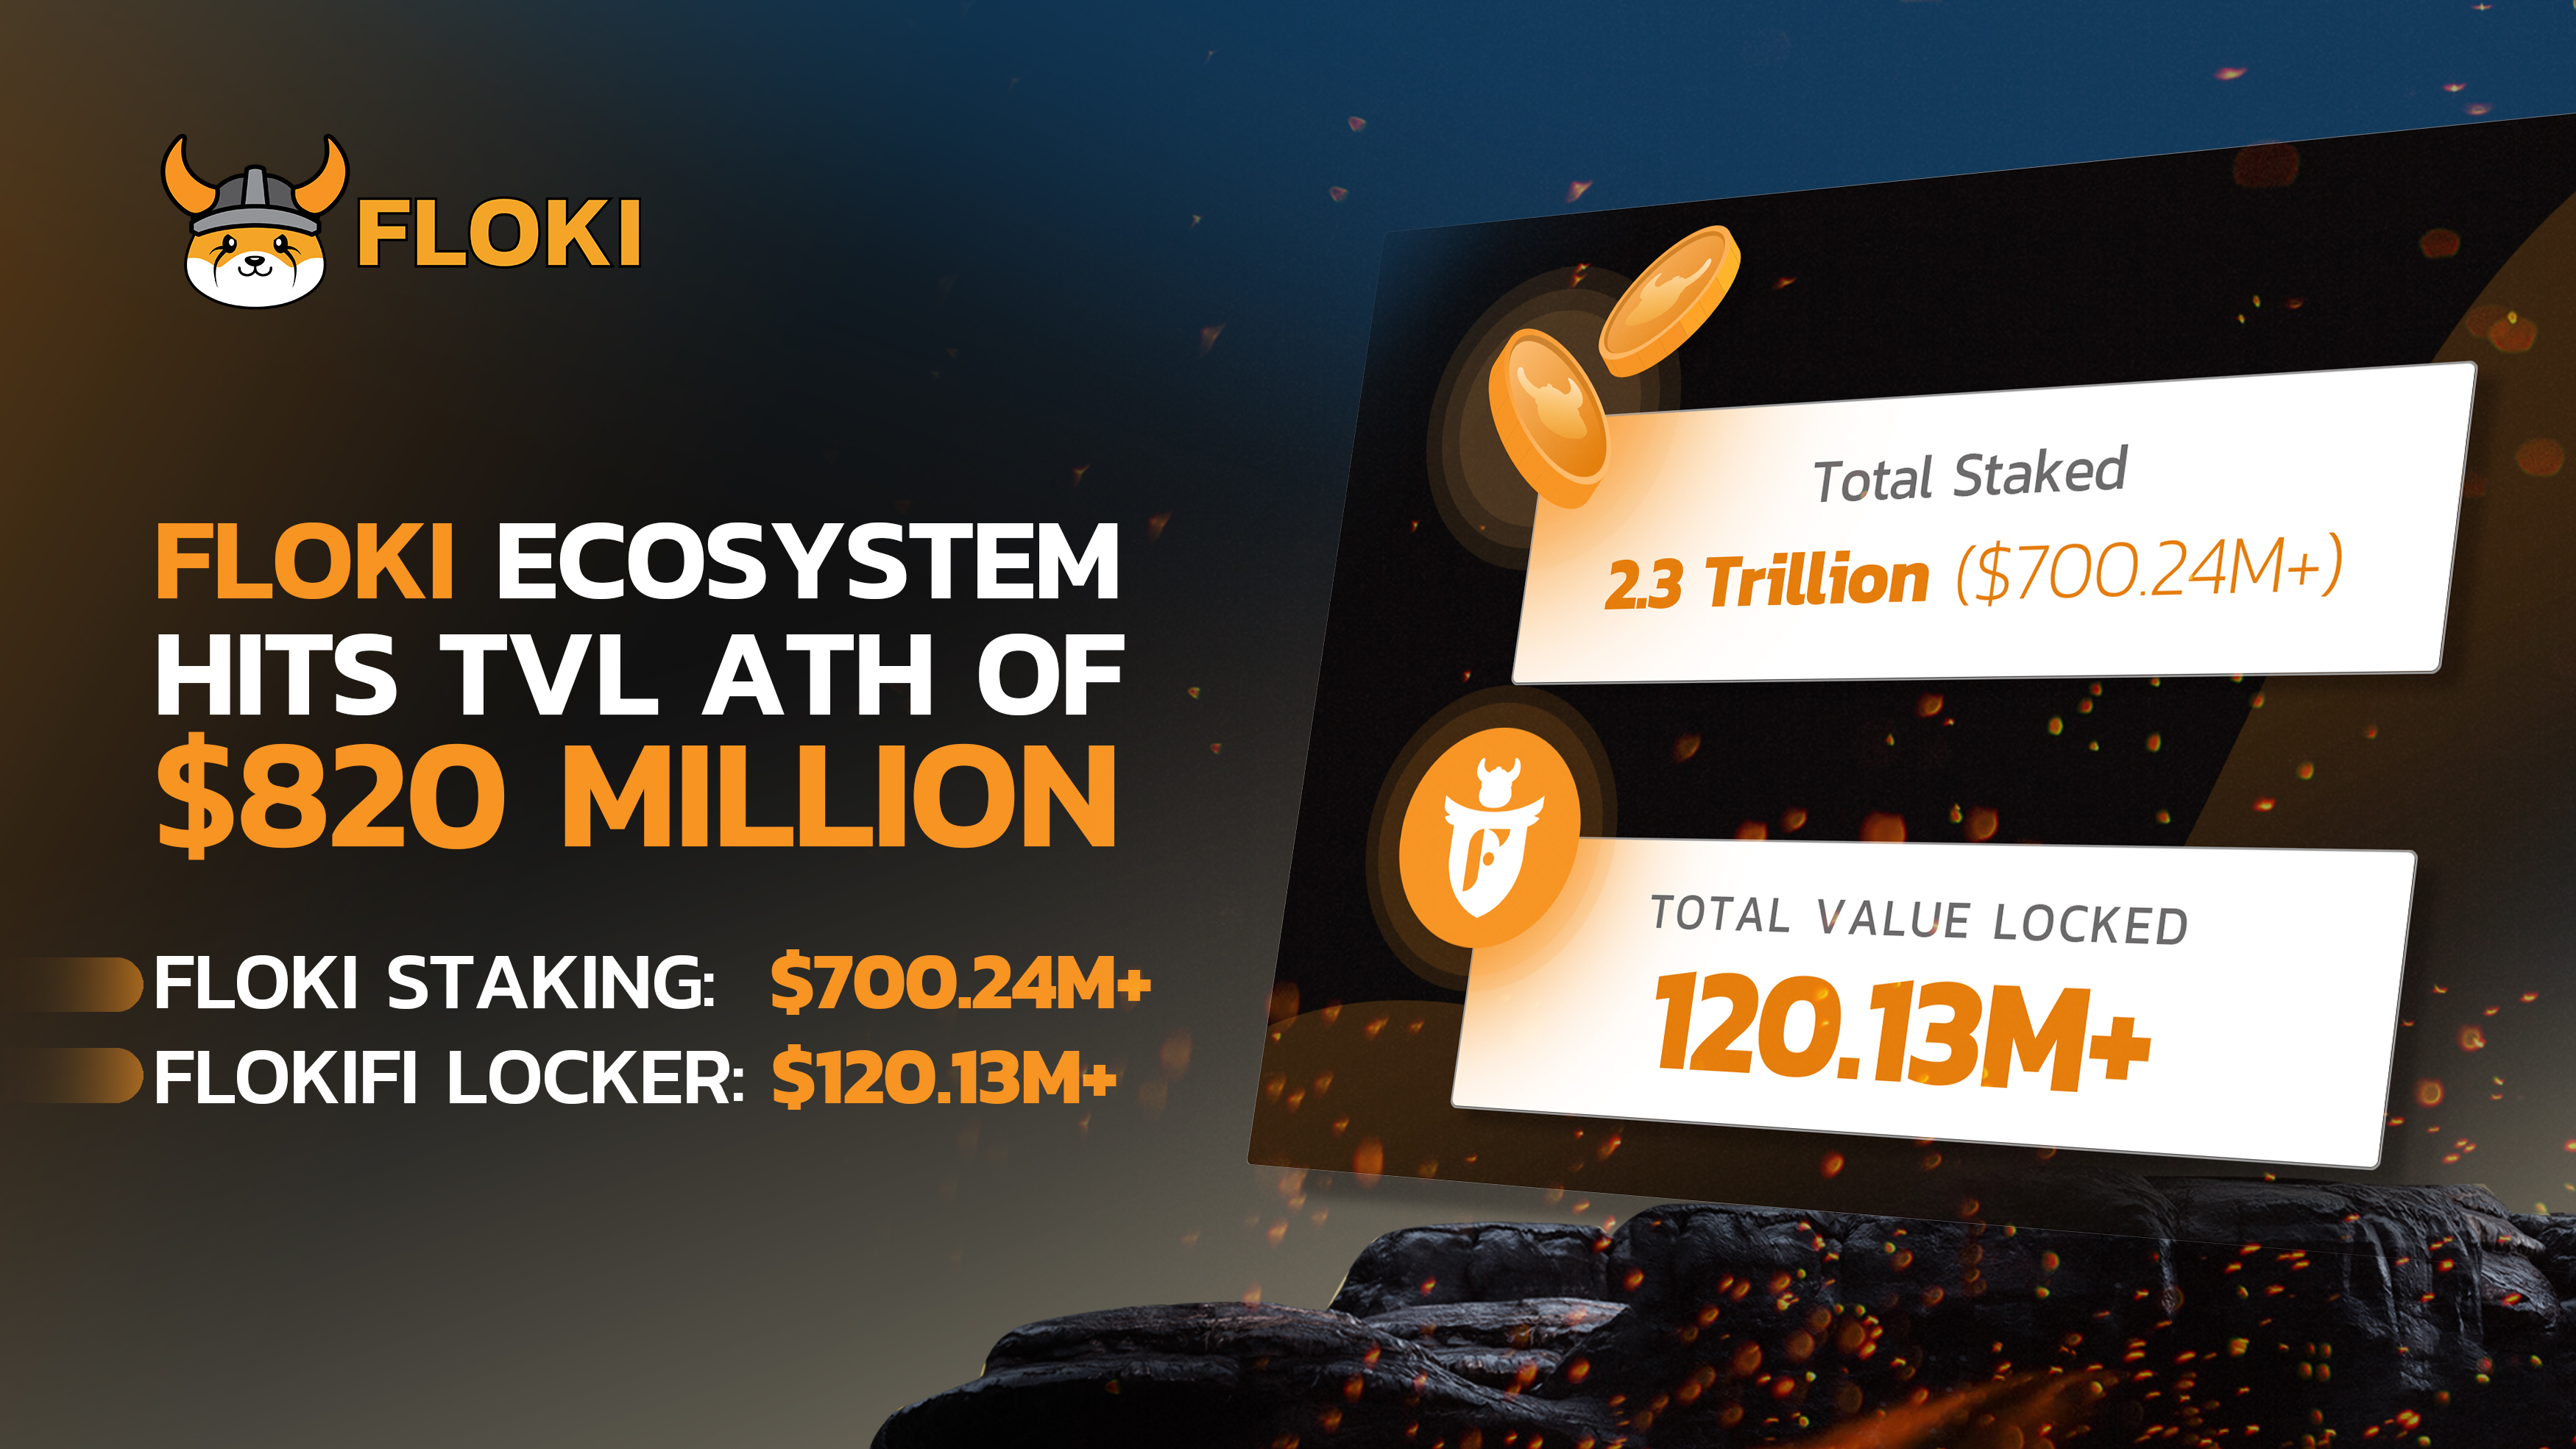 FLOKI
FLOKI ECOSYSTEM
HITS TVL ATH OF
$820 MILLION
FLOKI STAKING: $700.24M+
FLOKIFI LOCKER: $120.13M+
Total Staked
2.3 Trillion ($700.24M+)
TOTAL VALUE LOCKED
120.13M+